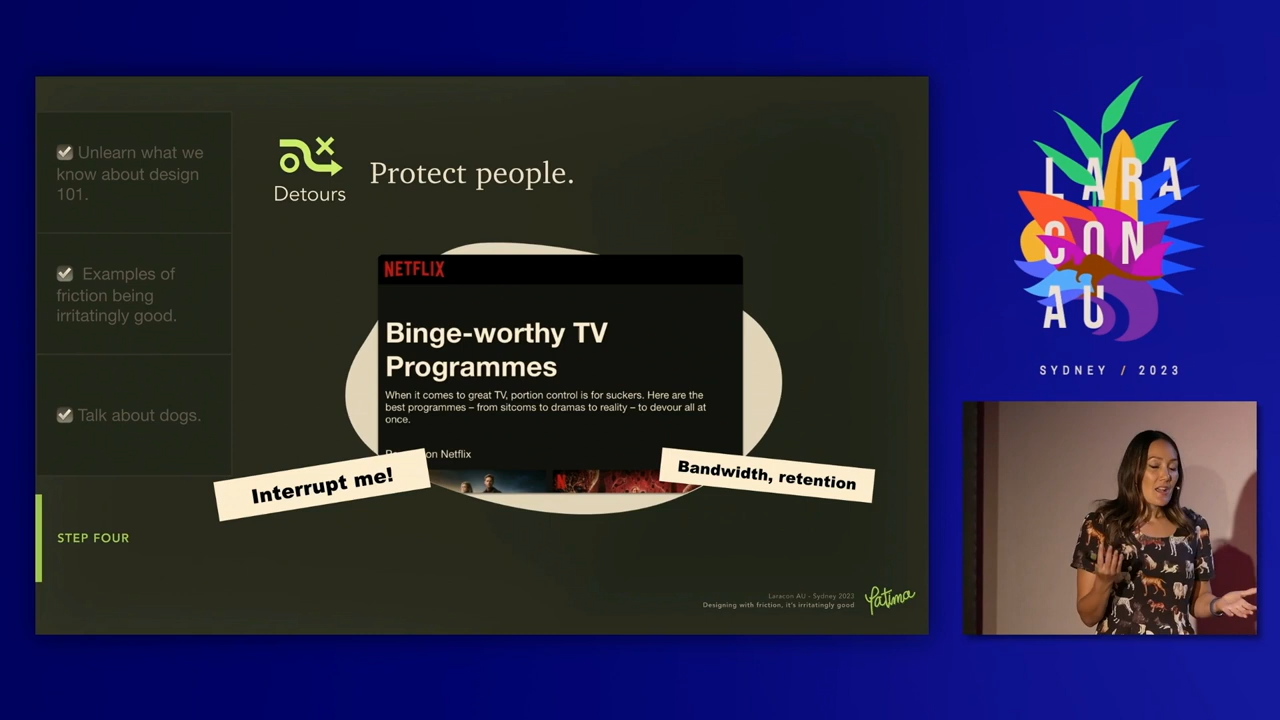 Unlearn what we
know about design
101.
Examples of
friction being
irritatingly good.
Talk about dogs.
STEP FOUR
Detours
Protect people.
NETFLIX
Binge-worthy TV
Programmes
When it comes to great TV, portion control is for suckers. Here are the
best programmes – from sitcoms to dramas to reality – to devour all at
once.
on Netflix
Interrupt me!
Bandwidth, retention
N
Laracon AU - Sydney 2023
Designing with friction, it's irritatingly good
Yatima
LARA
CON
AU
SYDNEY / 2023